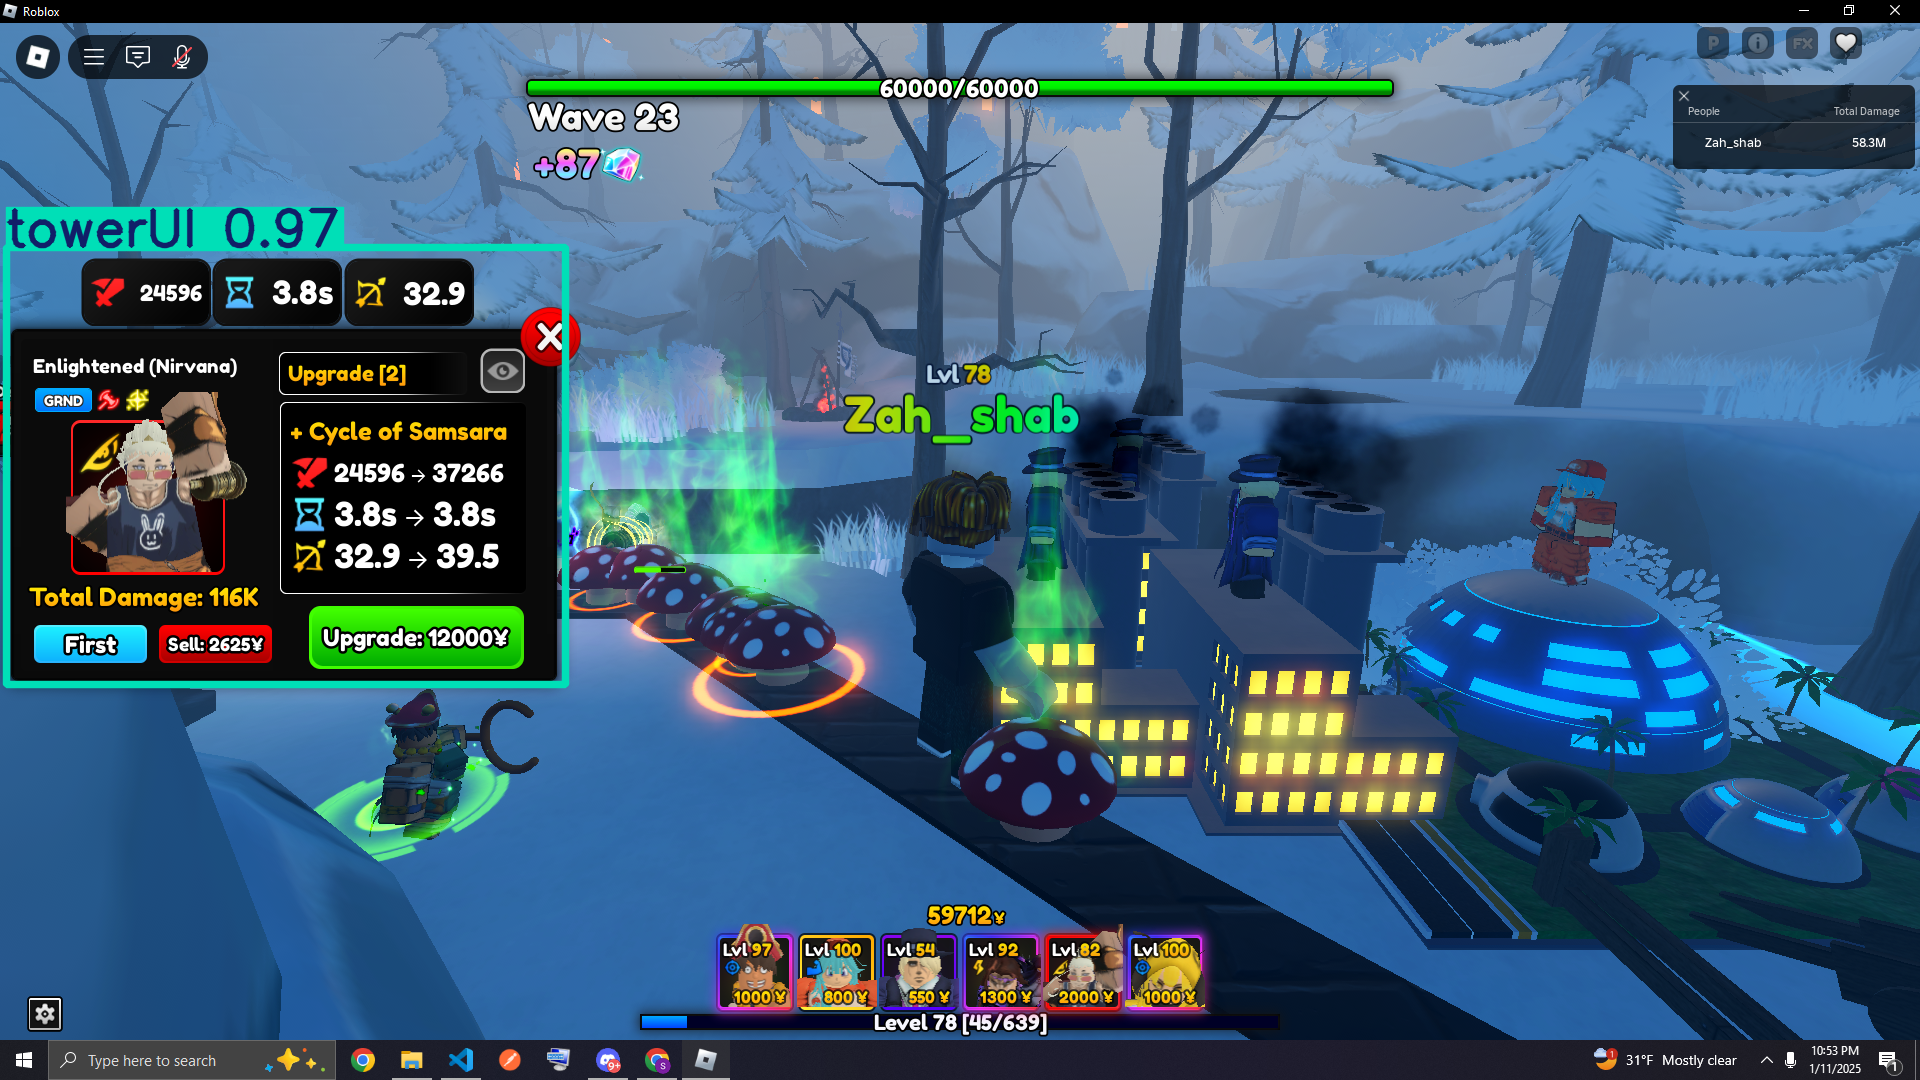 Roblox
P
FX
60000/60000
Wave 23
+87
People
Total Damage
Zah_shab
58.3M
towerUI 0.97
24596
3.8s
32.9
Enlightened (Nirvana)
GRND
Upgrade [2]
+ Cycle of Samsara
24596 → 37266
3.8s → 3.8s
32.9 → 39.5
Total Damage: 116K
First
Sell: 2625¥
Upgrade: 12000¥
Lvl 78
Zah_shab
59712¥
Lvl 97
Lvl 100
Lvl 54
Lvl 92
Lvl 82
Lvl 100
1000 ¥
800 ¥
550 ¥
1300 ¥
2000 ¥
1000 ¥
Level 78 [45/639]
Type here to search
9+
S
1
31°F Mostly clear
10:53 PM
1/11/2025
1